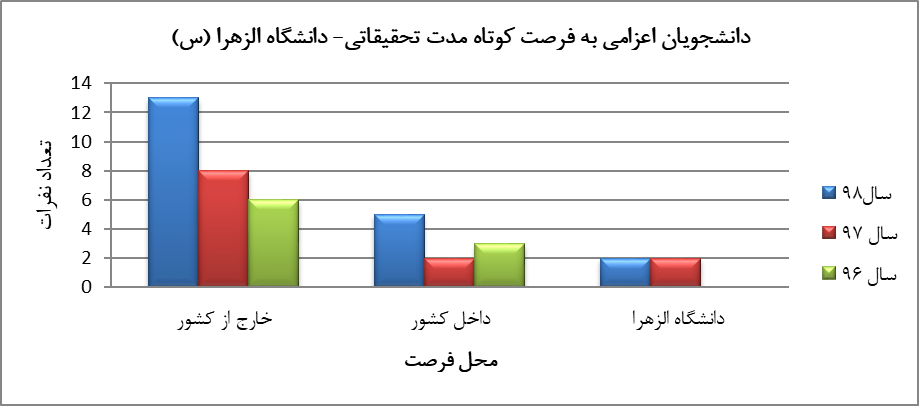 دانشجویان اعزامی به فرصت کوتاه مدت تحقیقاتی- دانشگاه الزهرا (س)
تعداد نفرات
14
12
10
8
6
4
2
0
خارج از کشور
داخل کشور
دانشگاه الزهرا
محل فرصت
سال۹۸
سال ۹۷
سال ۹۶